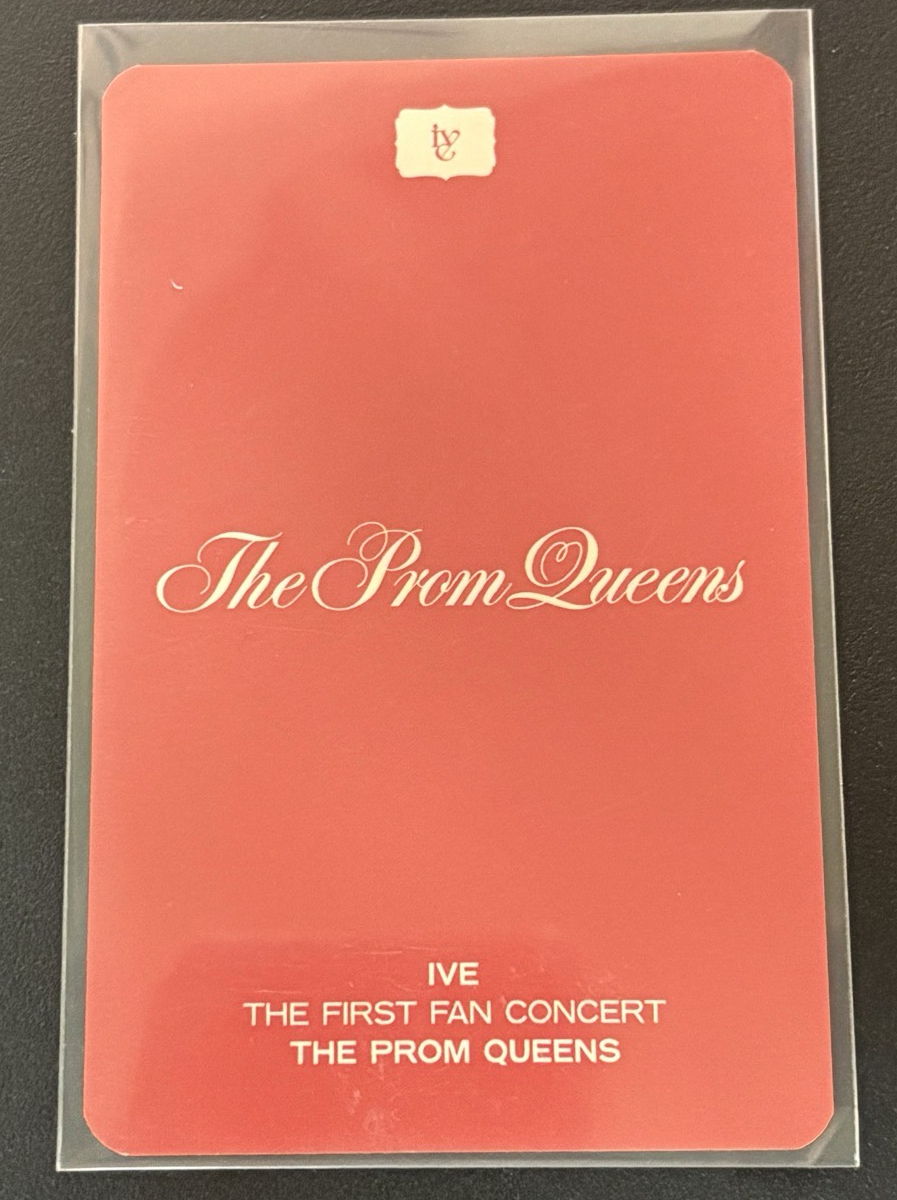 ive
The Prom Queens
IVE
THE FIRST FAN CONCERT
THE PROM QUEENS